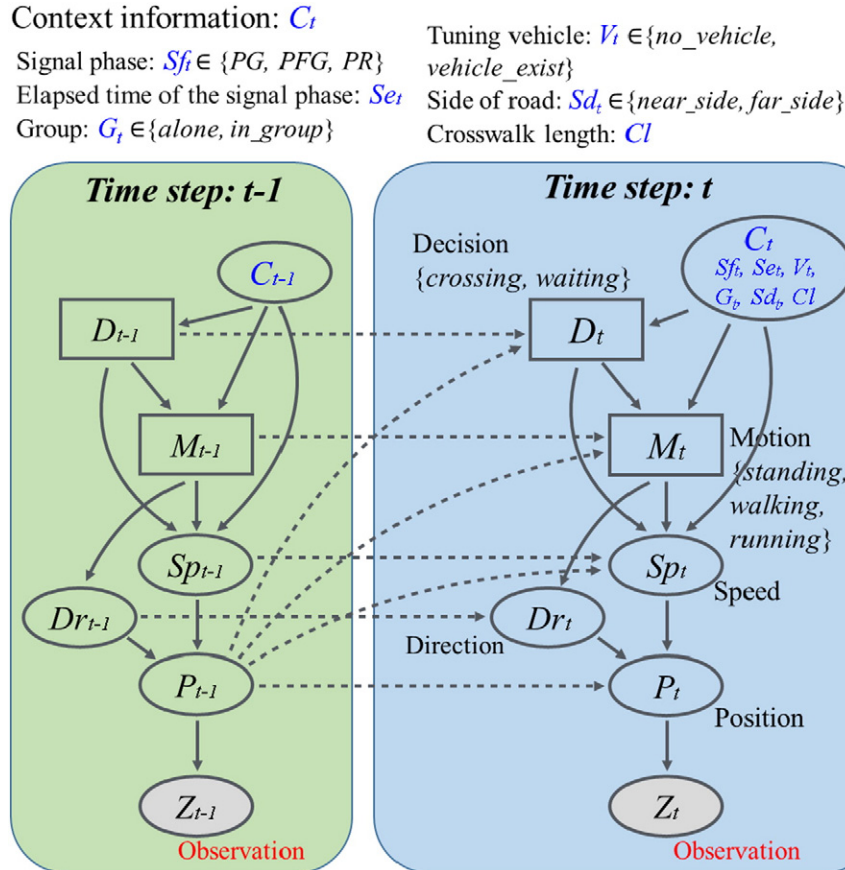 Context information: Cₜ
Signal phase: Sfₜ ∈ {PG, PFG, PR}
Elapsed time of the signal phase: Seₜ
Group: Gₜ ∈{alone, in_group}
Tuning vehicle: Vₜ ∈{no_vehicle,
vehicle_exist}
Side of road: Sdₜ ∈{near_side, far_side}
Crosswalk length: Cl
Time step: t-1
Cₜ₋₁
Dₜ₋₁
Mₜ₋₁
Spₜ₋₁
Drₜ₋₁
Pₜ₋₁
Zₜ₋₁
Observation
Time step: t
Decision
{crossing, waiting}
Cₜ
Sfₜ, Seₜ, Vₜ,
Gₜ, Sdₜ, Cl
Dₜ
Mₜ
Motion
{standing,
walking,
running}
Spₜ
Speed
Drₜ
Direction
Pₜ
Position
Zₜ
Observation